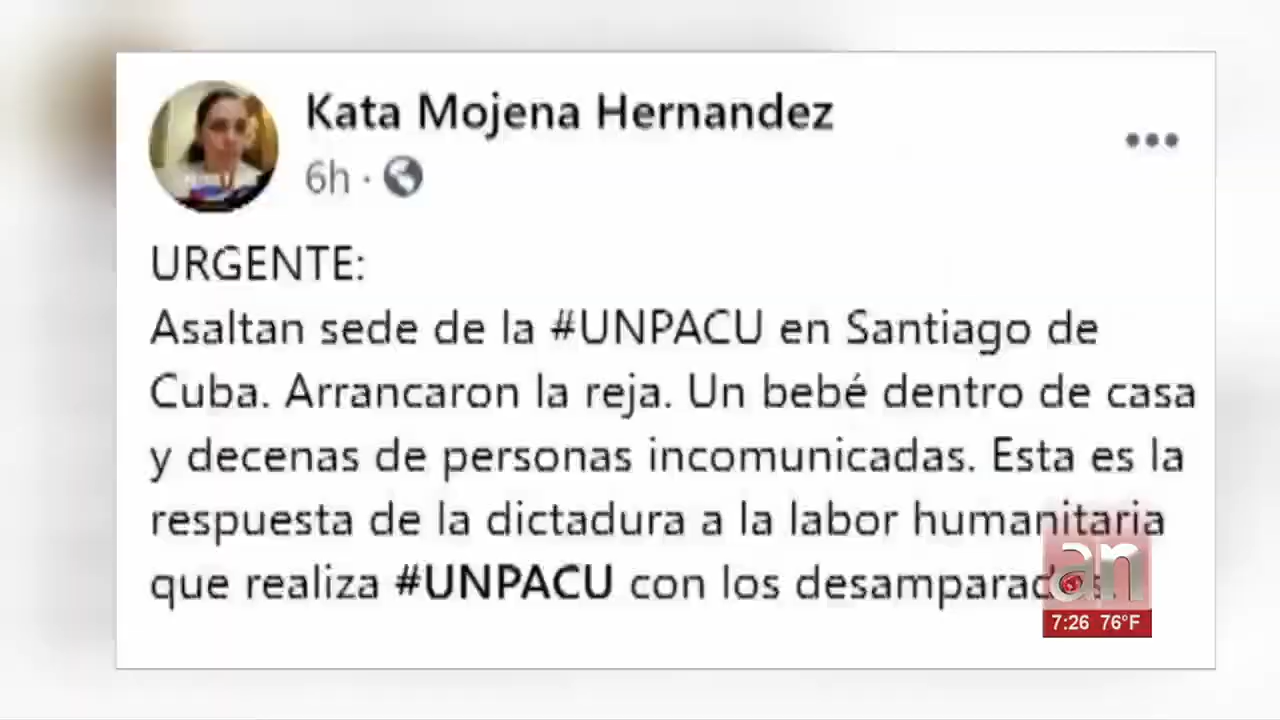 Kata Mojena Hernandez
6h ·
URGENTE:
Asaltan sede de la #UNPACU en Santiago de
Cuba. Arrancaron la reja. Un bebé dentro de casa
y decenas de personas incomunicadas. Esta es la
respuesta de la dictadura a la labor humanitaria
que realiza #UNPACU con los desamparados.
an
7:26 76°F